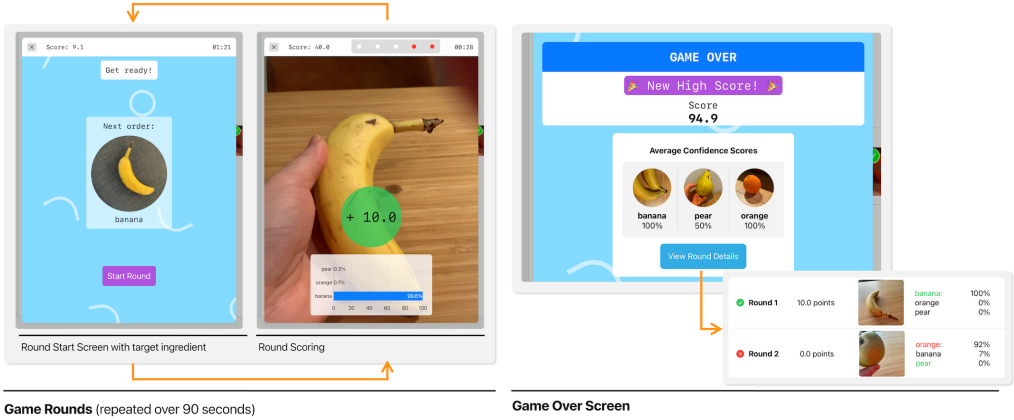 Score: 9.1
01:21
Get ready!
Next order:
banana
Start Round
Round Start Screen with target ingredient
Score: 40.0
00:28
+ 10.0
pear 0.3%
orange 0.1%
banana 99.6%
0 20 40 60 80 100
Round Scoring
Game Rounds (repeated over 90 seconds)
GAME OVER
🎉 New High Score! 🎉
Score
94.9
Average Confidence Scores
banana pear orange
100% 50% 100%
View Round Details
Round 1 10.0 points
banana: 100%
orange 0%
pear 0%
Round 2 0.0 points
orange: 92%
banana 7%
pear 0%
Game Over Screen